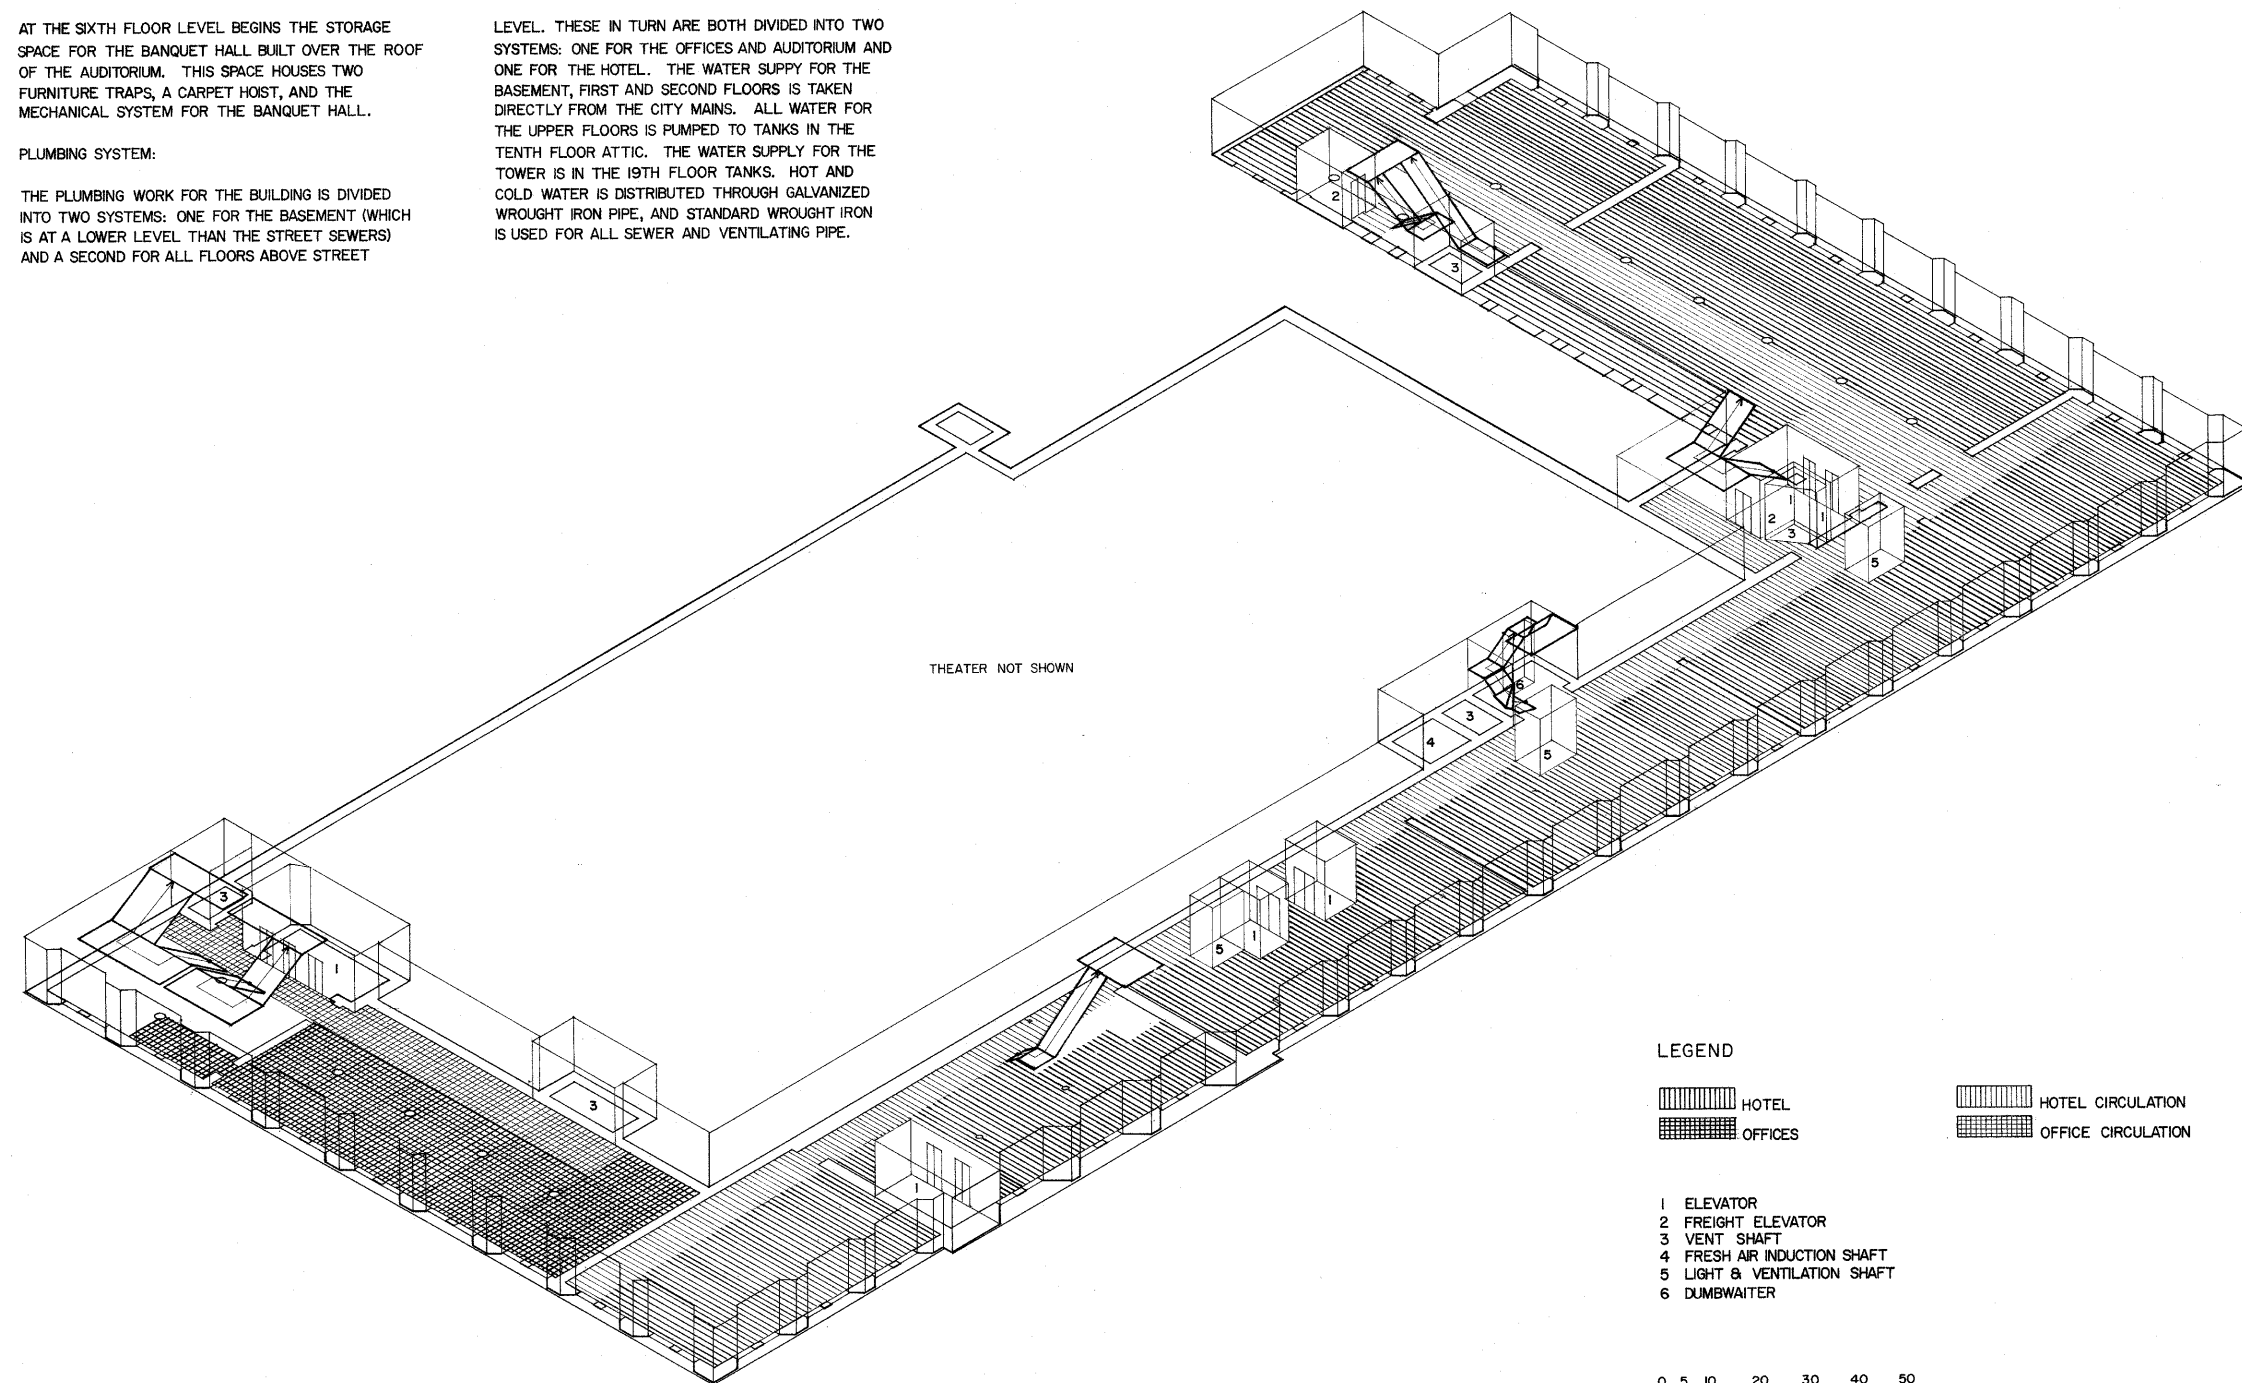 AT THE SIXTH FLOOR LEVEL BEGINS THE STORAGE
SPACE FOR THE BANQUET HALL BUILT OVER THE ROOF
OF THE AUDITORIUM. THIS SPACE HOUSES TWO
FURNITURE TRAPS, A CARPET HOIST, AND THE
MECHANICAL SYSTEM FOR THE BANQUET HALL.
PLUMBING SYSTEM:
THE PLUMBING WORK FOR THE BUILDING IS DIVIDED
INTO TWO SYSTEMS: ONE FOR THE BASEMENT (WHICH
IS AT A LOWER LEVEL THAN THE STREET SEWERS)
AND A SECOND FOR ALL FLOORS ABOVE STREET
LEVEL. THESE IN TURN ARE BOTH DIVIDED INTO TWO
SYSTEMS: ONE FOR THE OFFICES AND AUDITORIUM AND
ONE FOR THE HOTEL. THE WATER SUPPY FOR THE
BASEMENT, FIRST AND SECOND FLOORS IS TAKEN
DIRECTLY FROM THE CITY MAINS. ALL WATER FOR
THE UPPER FLOORS IS PUMPED TO TANKS IN THE
TENTH FLOOR ATTIC. THE WATER SUPPLY FOR THE
TOWER IS IN THE 19TH FLOOR TANKS. HOT AND
COLD WATER IS DISTRIBUTED THROUGH GALVANIZED
WROUGHT IRON PIPE, AND STANDARD WROUGHT IRON
IS USED FOR ALL SEWER AND VENTILATING PIPE.
2
3
1
2
1
3
5
THEATER NOT SHOWN
6
3
4
5
3
1
1
5
1
3
1
LEGEND
HOTEL
HOTEL CIRCULATION
OFFICES
OFFICE CIRCULATION
1 ELEVATOR
2 FREIGHT ELEVATOR
3 VENT SHAFT
4 FRESH AIR INDUCTION SHAFT
5 LIGHT & VENTILATION SHAFT
6 DUMBWAITER
0 5 10 20 30 40 50